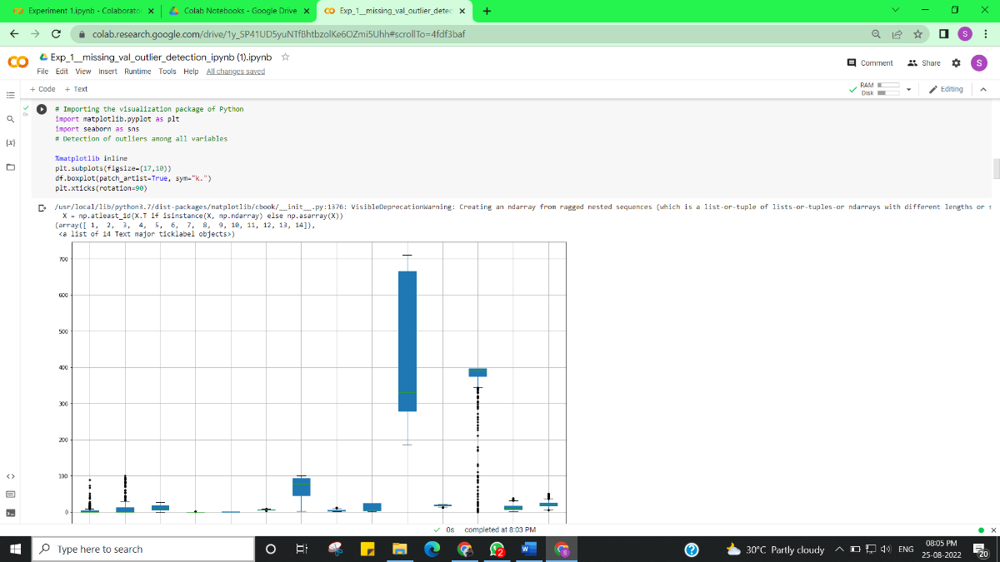 Experiment 1.ipynb - Colaborator
Colab Notebooks - Google Drive
Exp_1__missing_val_outlier_detec
colab.research.google.com/drive/1y_SP41UD5yuNTfBhtbzolKe6OZmi5Uhh#scrollTo=4fdf3baf
S
Exp_1__missing_val_outlier_detection_ipynb (1).ipynb
Comment
Share
S
File Edit View Insert Runtime Tools Help All changes saved
+ Code + Text
RAM
Disk
Editing
0s
# Importing the visualization package of Python
import matplotlib.pyplot as plt
import seaborn as sns
# Detection of outliers among all variables
{x}
%matplotlib inline
plt.subplots(figsize=(17,10))
df.boxplot(patch_artist=True, sym="k.")
plt.xticks(rotation=90)
/usr/local/lib/python3.7/dist-packages/matplotlib/cbook/__init__.py:1376: VisibleDeprecationWarning: Creating an ndarray from ragged nested sequences (which is a list-or-tuple of lists-or-tuples-or ndarrays with different lengths or s
X = np.atleast_1d(X.T if isinstance(X, np.ndarray) else np.asarray(X))
(array([ 1, 2, 3, 4, 5, 6, 7, 8, 9, 10, 11, 12, 13, 14]),
<a list of 14 Text major ticklabel objects>)
700
600
500
400
300
200
100
0
0s completed at 8:03 PM
Type here to search
2
W
S
30°C Partly cloudy
ENG
08:05 PM
25-08-2022
20